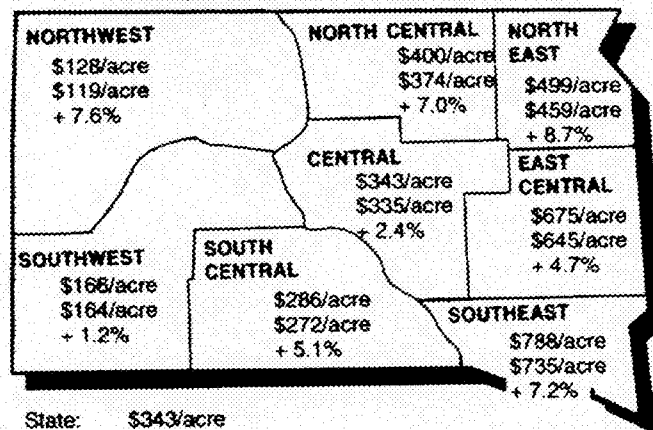 NORTHWEST
$128/acre
$119/acre
+ 7.6%
NORTH CENTRAL
$400/acre
$374/acre
+ 7.0%
NORTH
EAST
$499/acre
$459/acre
+ 8.7%
CENTRAL
$343/acre
$335/acre
+ 2.4%
EAST
CENTRAL
$675/acre
$645/acre
+ 4.7%
SOUTHWEST
$166/acre
$164/acre
+ 1.2%
SOUTH
CENTRAL
$286/acre
$272/acre
+ 5.1%
SOUTHEAST
$788/acre
$735/acre
+ 7.2%
State: $343/acre